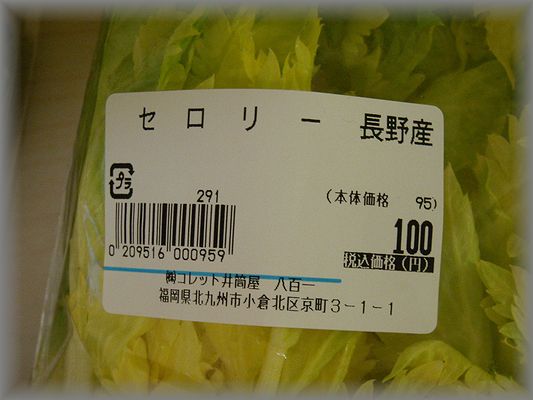 セロリー 長野産
プラ
291
(本体価格 95)
0 209516 000959
100
税込価格(円)
㈱コレット井筒屋 八百一
福岡県北九州市小倉北区京町3-1-1